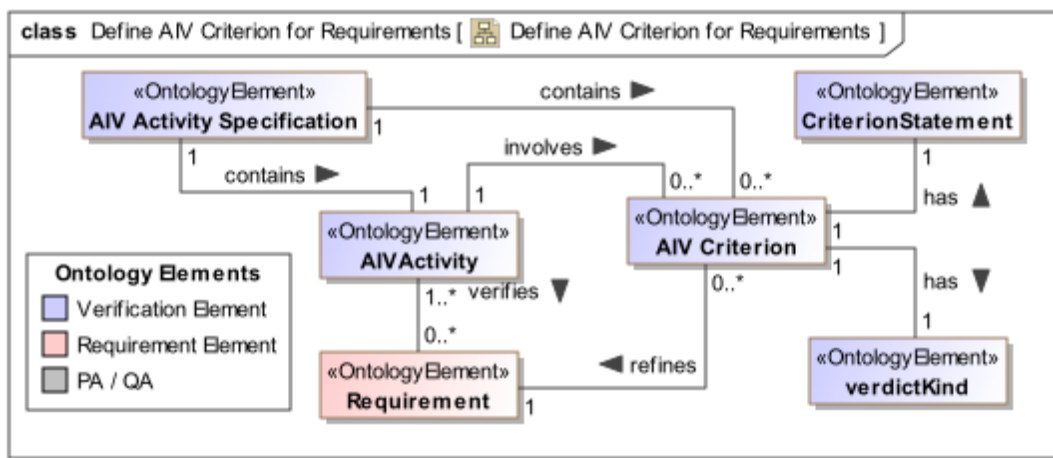 class Define AIV Criterion for Requirements [ Define AIV Criterion for Requirements ]
«OntologyElement»
AIV Activity Specification
contains
«OntologyElement»
CriterionStatement
1
1
1
involves
contains
has
1
1
0..*
0..*
«OntologyElement»
AIVActivity
«OntologyElement»
AIV Criterion
1
1
Ontology Elements
Verification Element
Requirement Element
PA / QA
1..*
verifies
0..*
has
0..*
1
refines
«OntologyElement»
Requirement
1
«OntologyElement»
verdictKind